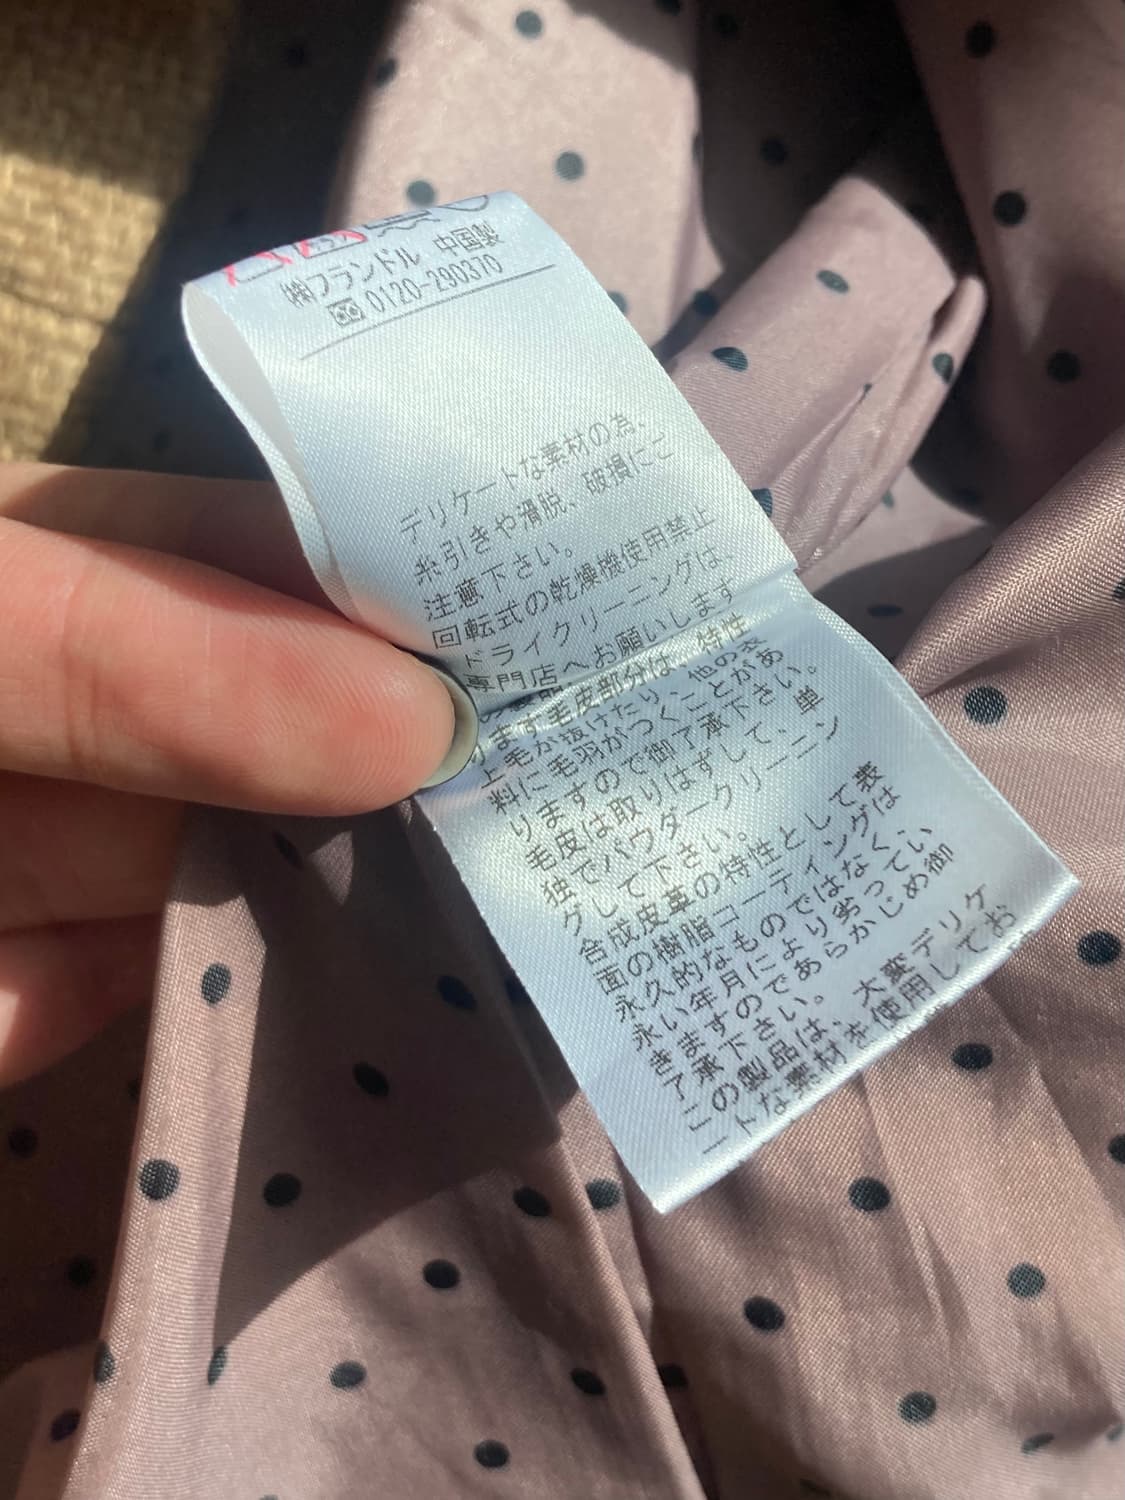 ㈱フランドル 中国製
0120-290370
デリケートな素材の為、
糸引きや滑脱、破損にご
注意下さい。
回転式の乾燥機使用禁止
ドライクリーニングは
専門店へお願いします
ます毛皮部分は、特性
上毛が抜けたり、他の衣
料に毛羽がつくことがあ
りますので御了承下さい。
毛皮は取りはずして、単
独でパウダークリーニン
グして下さい。
合成皮革の特性として表
面の樹脂コーティングは
永久的なものではなく、
永い年月により劣ってい
きますのであらかじめ御
了承下さい。
この製品は、大変デリケ
ートな素材を使用してお